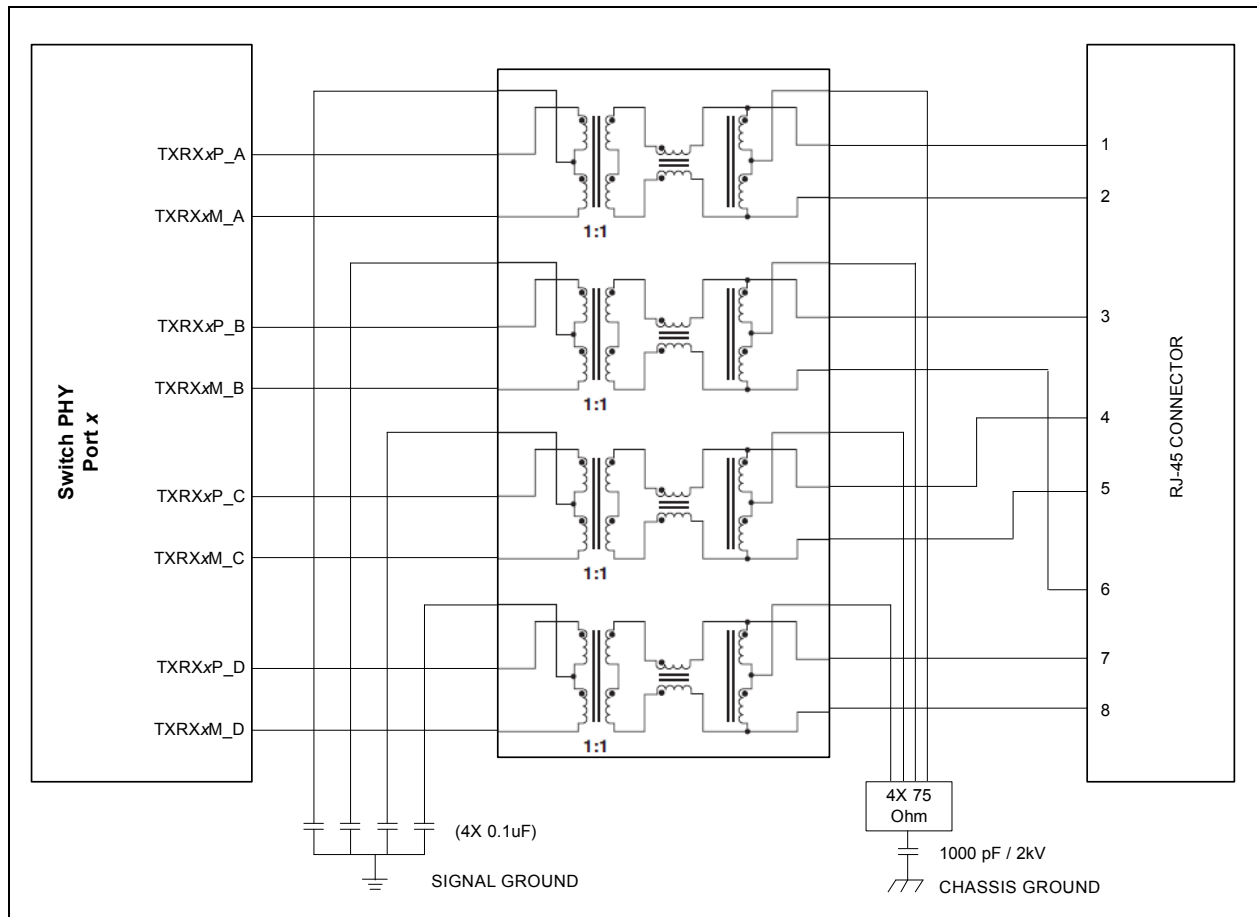 Switch PHY
Port x
TXRXxP_A
TXRXxM_A
TXRXxP_B
TXRXxM_B
TXRXxP_C
TXRXxM_C
TXRXxP_D
TXRXxM_D
1:1
1:1
1:1
1:1
1
2
3
4
5
6
7
8
RJ-45 CONNECTOR
(4X 0.1uF)
SIGNAL GROUND
4X 75
Ohm
1000 pF / 2kV
CHASSIS GROUND